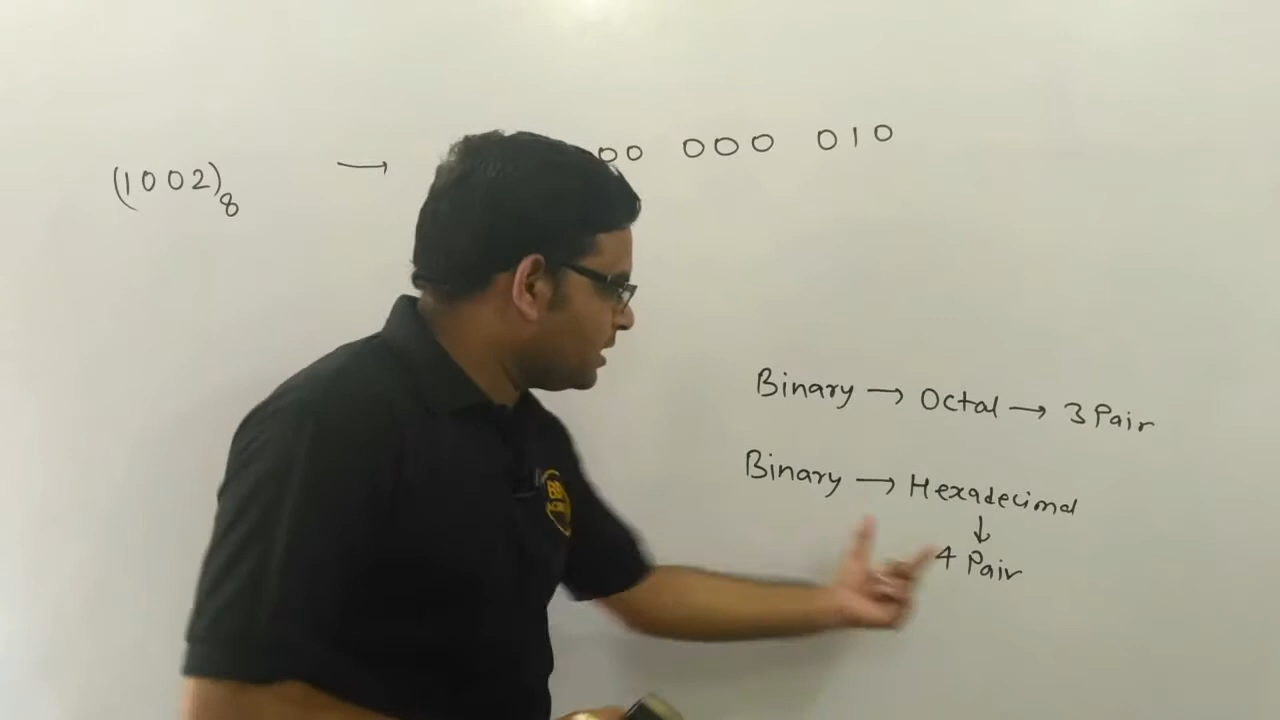 (1002)8 → 00 000 010
Binary → Octal → 3 Pair
Binary → Hexadecimal
↓
4 Pair